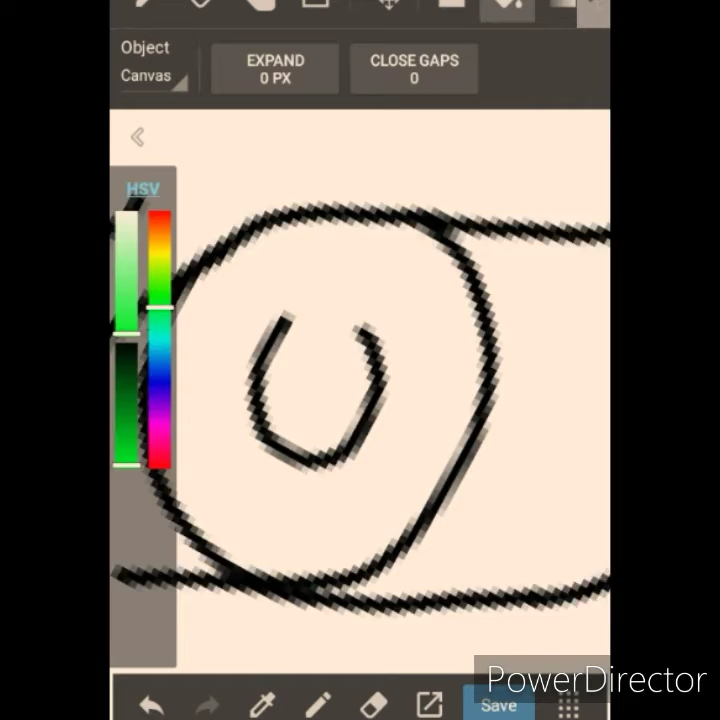 Object
Canvas
EXPAND
0 PX
CLOSE GAPS
0
HSV
PowerDirector
Save